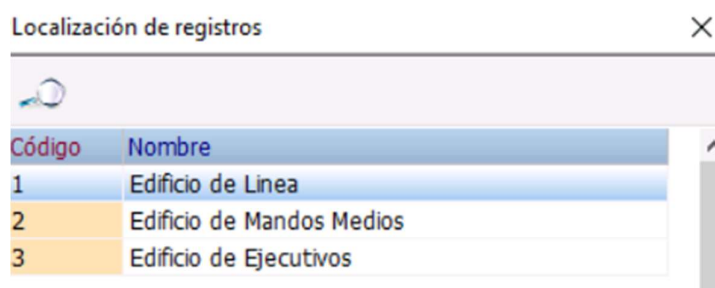 Localización de registros
Código Nombre
1 Edificio de Linea
2 Edificio de Mandos Medios
3 Edificio de Ejecutivos